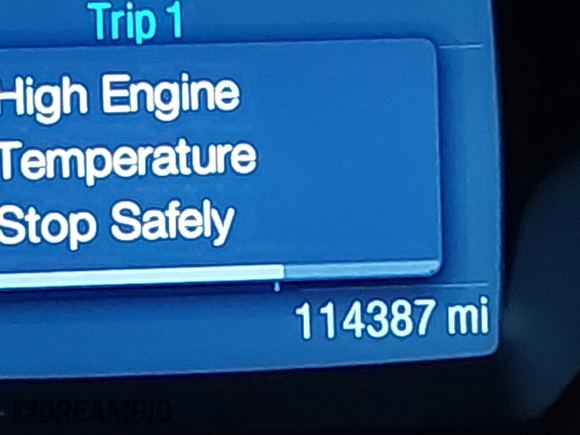 Trip 1
High Engine
Temperature
Stop Safely
114387 mi
DREAMBID